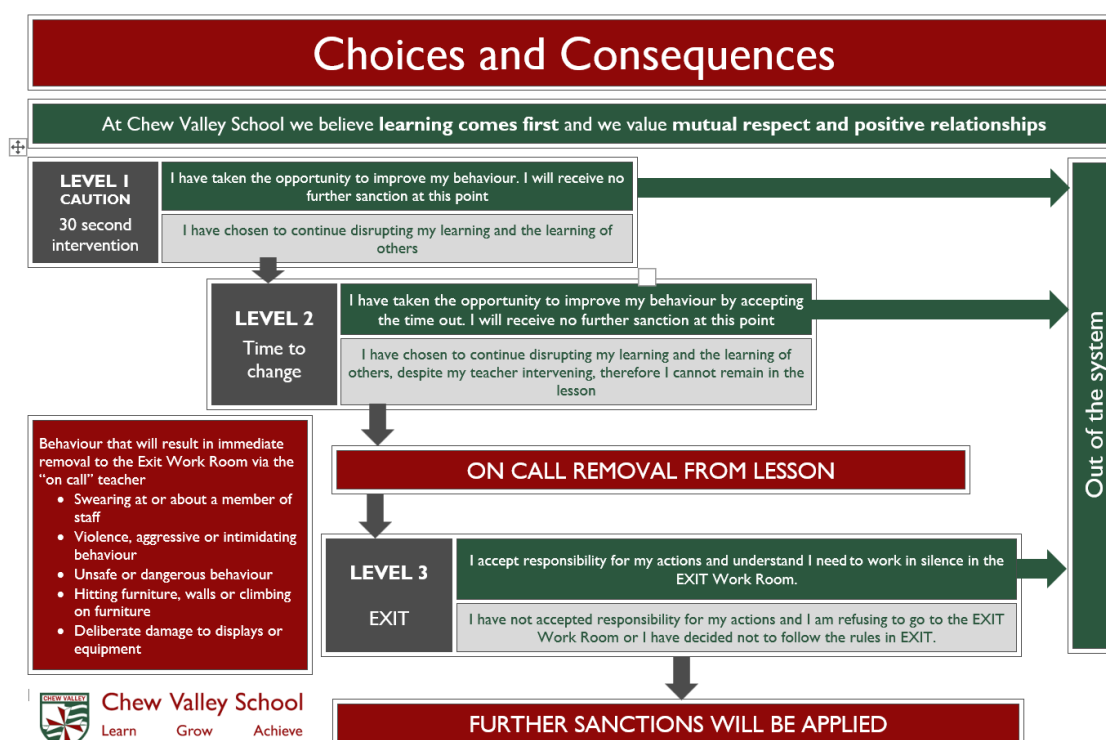 Choices and Consequences
At Chew Valley School we believe learning comes first and we value mutual respect and positive relationships
LEVEL 1
CAUTION
30 second
intervention
I have taken the opportunity to improve my behaviour. I will receive no
further sanction at this point
I have chosen to continue disrupting my learning and the learning of
others
LEVEL 2
Time to
change
I have taken the opportunity to improve my behaviour by accepting
the time out. I will receive no further sanction at this point
I have chosen to continue disrupting my learning and the learning of
others, despite my teacher intervening, therefore I cannot remain in the
lesson
Out of the system
Behaviour that will result in immediate
removal to the Exit Work Room via the
“on call” teacher
• Swearing at or about a member of
staff
• Violence, aggressive or intimidating
behaviour
• Unsafe or dangerous behaviour
• Hitting furniture, walls or climbing
on furniture
• Deliberate damage to displays or
equipment
ON CALL REMOVAL FROM LESSON
LEVEL 3
EXIT
I accept responsibility for my actions and understand I need to work in silence in the
EXIT Work Room.
I have not accepted responsibility for my actions and I am refusing to go to the EXIT
Work Room or I have decided not to follow the rules in EXIT.
CHEW VALLEY
Chew Valley School
Learn Grow Achieve
FURTHER SANCTIONS WILL BE APPLIED